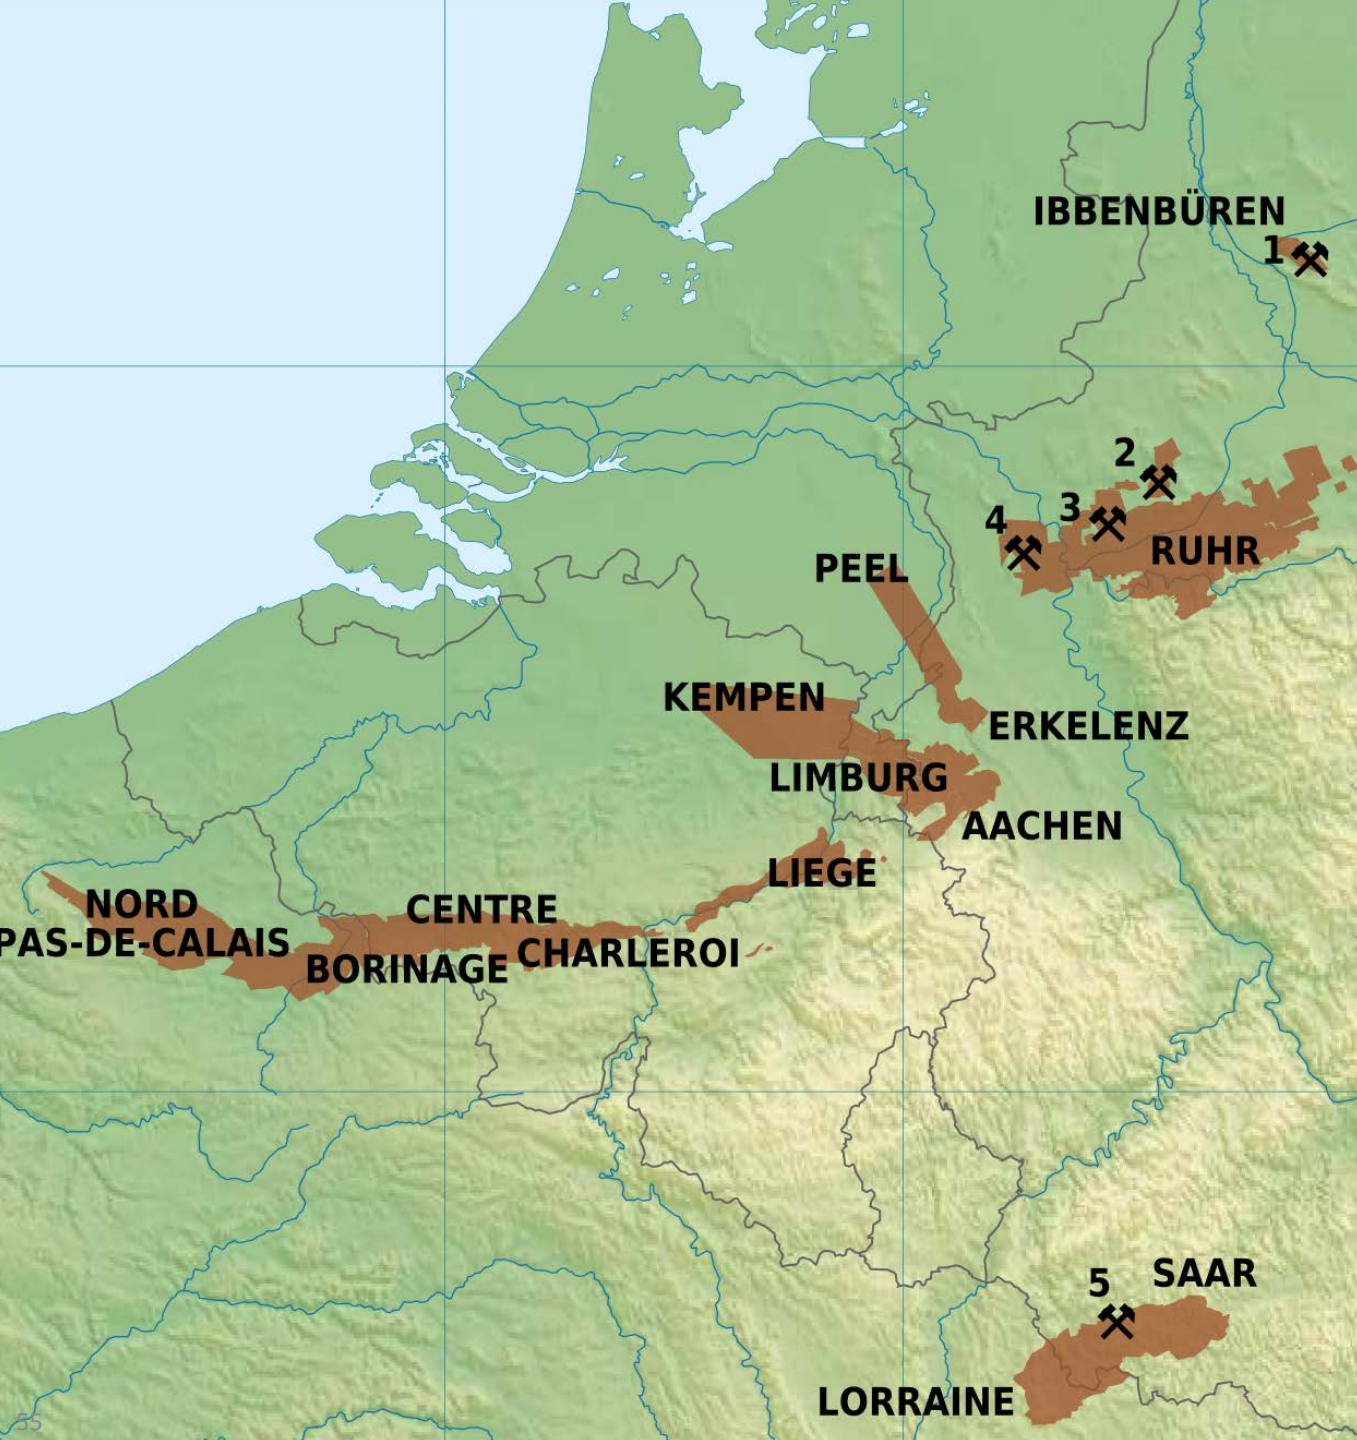 IBBENBÜREN
1
2
3
4
RUHR
PEEL
KEMPEN
ERKELENZ
LIMBURG
AACHEN
LIEGE
NORD
PAS-DE-CALAIS
CENTRE
CHARLEROI
BORINAGE
5
SAAR
LORRAINE
55